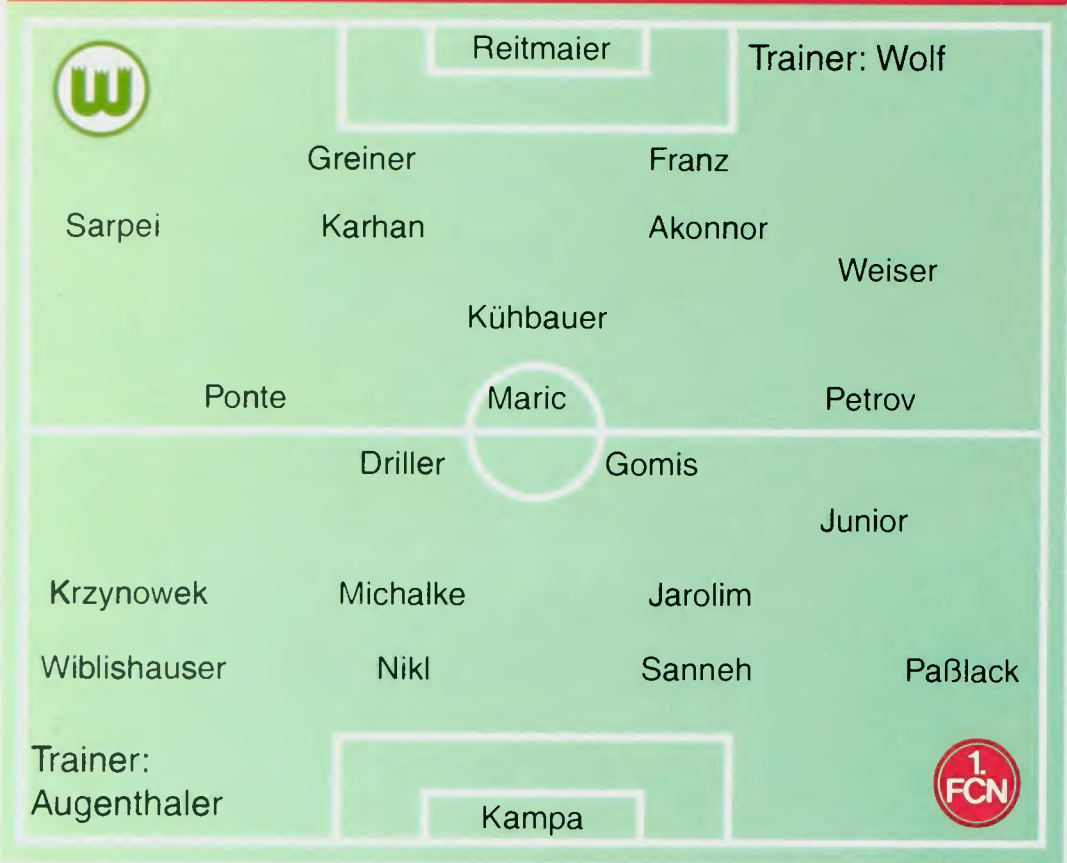 Reitmaier
Trainer: Wolf
W
Greiner Franz
Sarpei Karhan Akonnor
Weiser
Kühbauer
Ponte Maric Petrov
Driller Gomis
Junior
Krzynowek Michalke Jarolim
Wiblishauser Nikl Sanneh Paßlack
Trainer:
Augenthaler
1.
FCN
Kampa